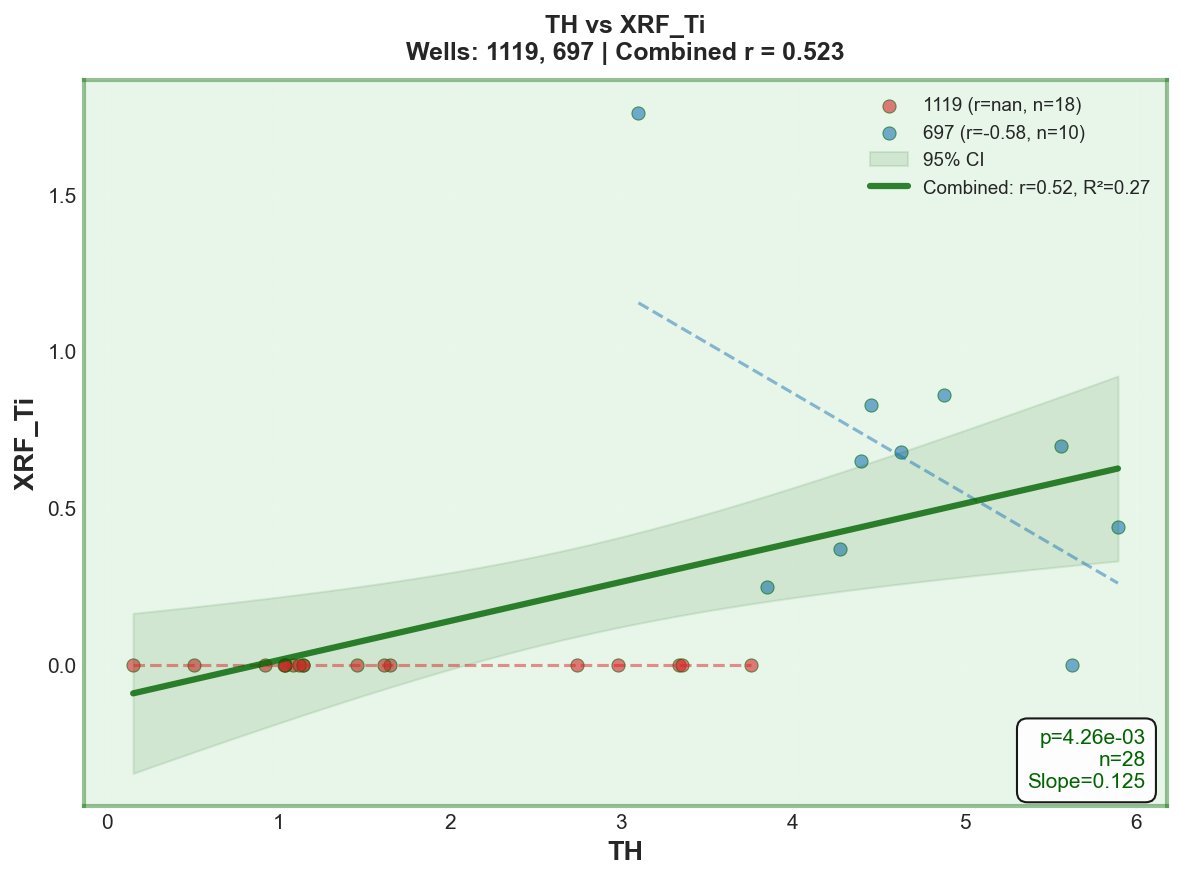 TH vs XRF_Ti
Wells: 1119, 697 | Combined r = 0.523
1119 (r=nan, n=18)
697 (r=-0.58, n=10)
95% CI
Combined: r=0.52, R²=0.27
XRF_Ti
1.5
1.0
0.5
0.0
p=4.26e-03
n=28
Slope=0.125
0 1 2 3 4 5 6
TH